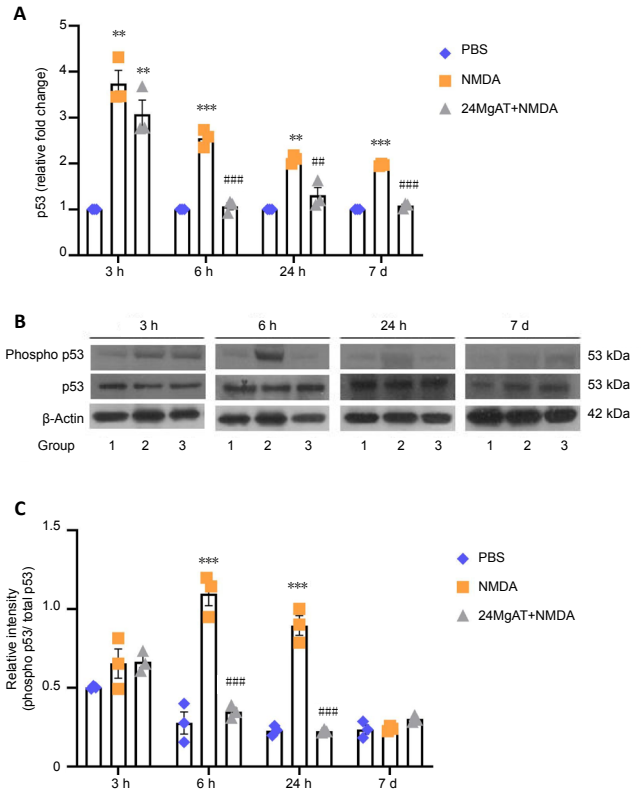 A
5
4
3
2
1
0
p53 (relative fold change)
** ** *** ### ** ## *** ###
3 h 6 h 24 h 7 d
PBS
NMDA
24MgAT+NMDA
B
3 h 6 h 24 h 7 d
Phospho p53 53 kDa
p53 53 kDa
β-Actin 42 kDa
Group 1 2 3 1 2 3 1 2 3 1 2 3
C
1.5
1.0
0.5
0
Relative intensity
(phospho p53/ total p53)
*** ### *** ###
3 h 6 h 24 h 7 d
PBS
NMDA
24MgAT+NMDA